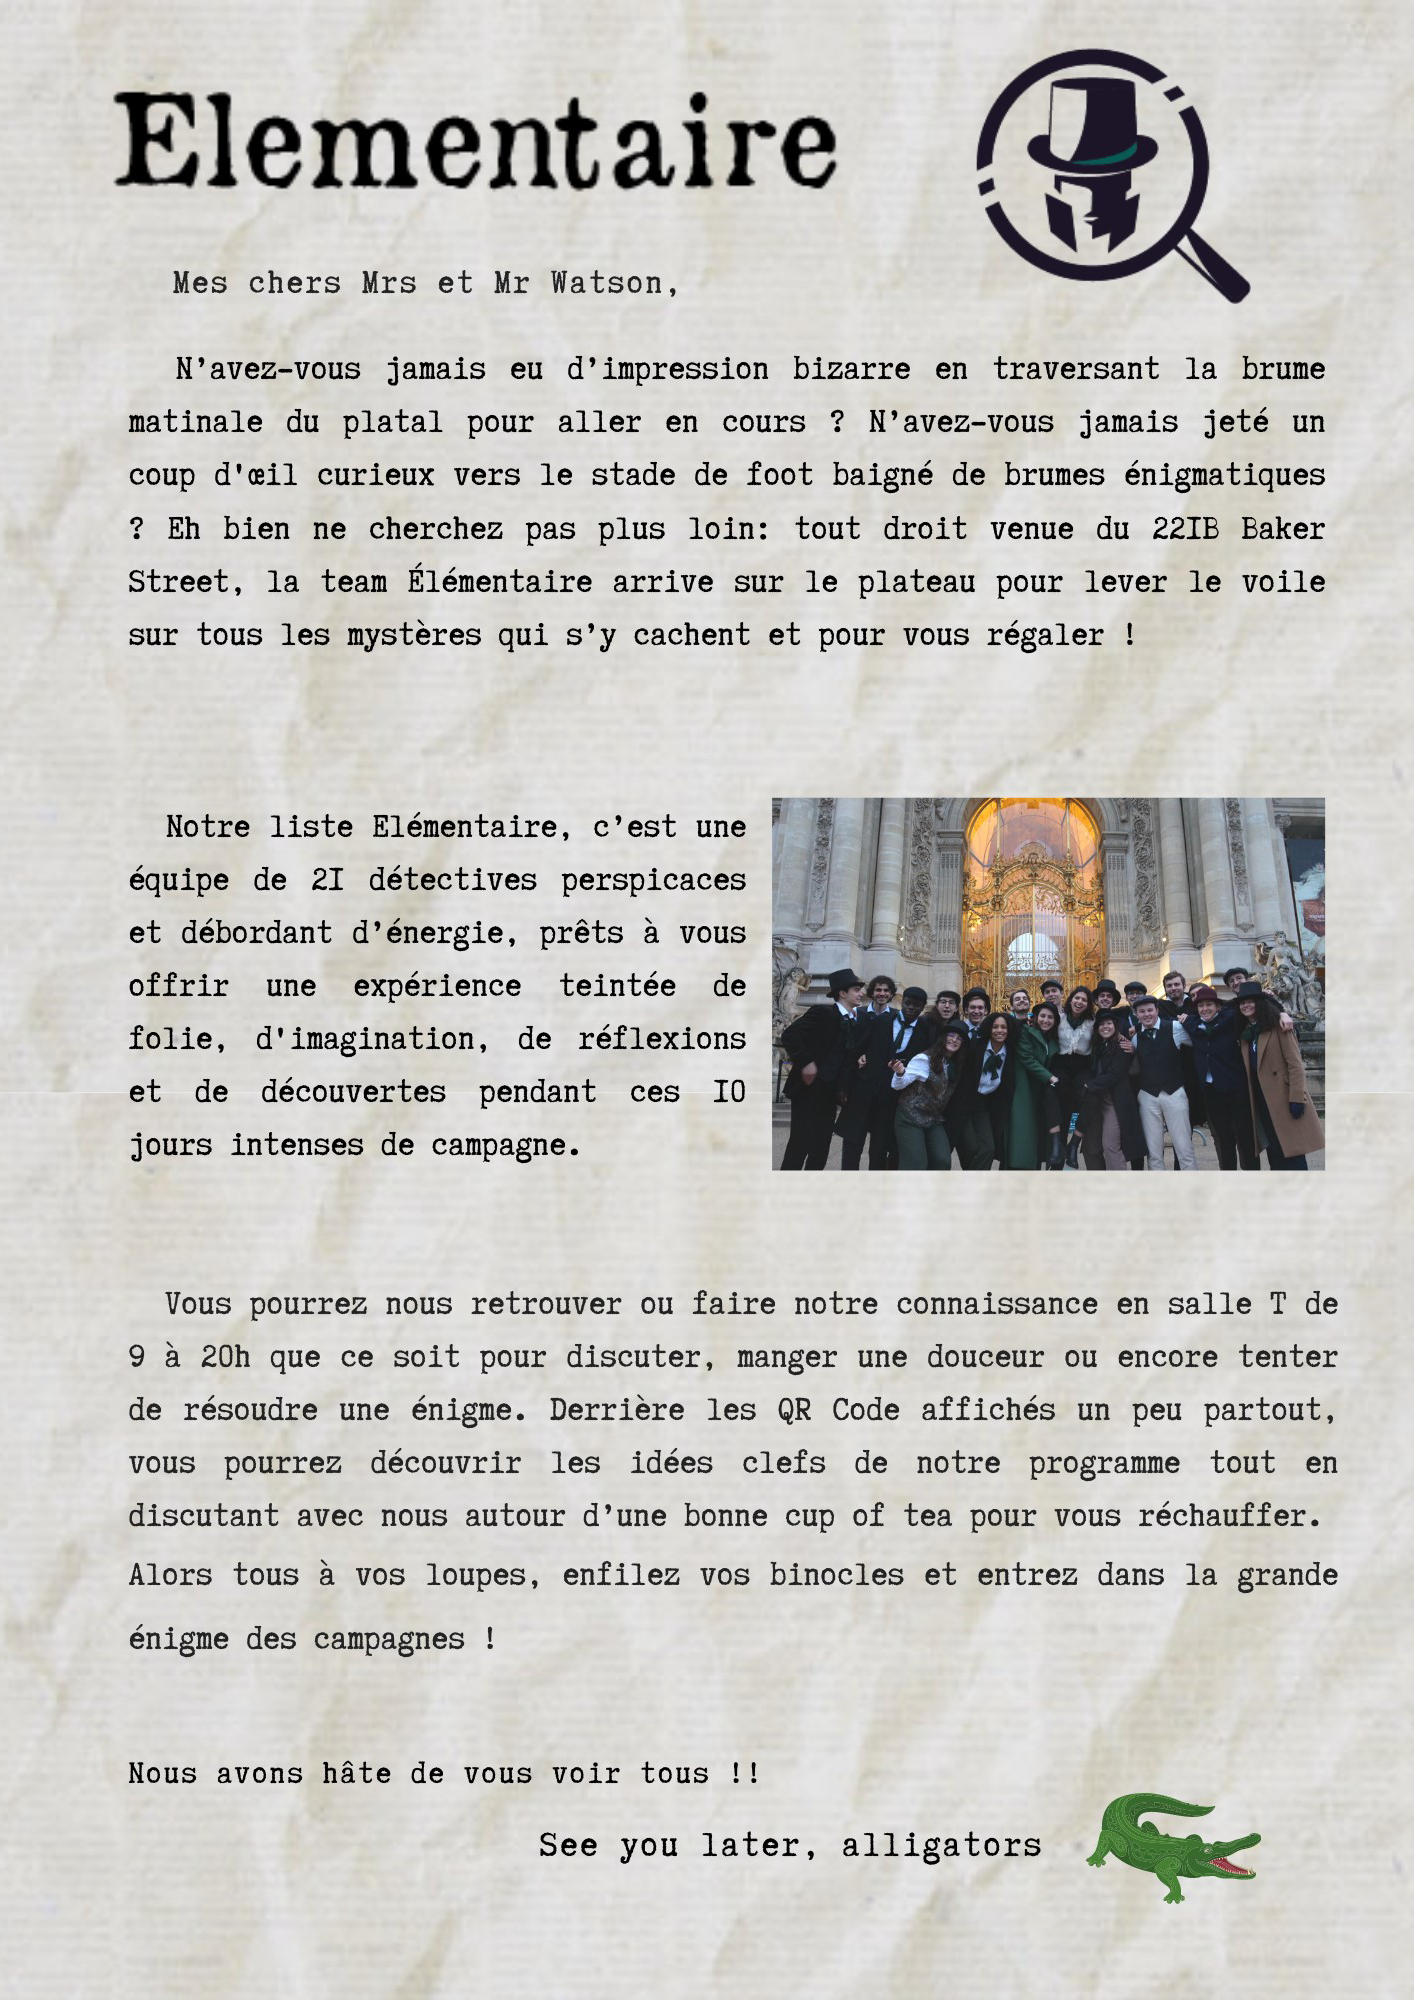 Elementaire
Mes chers Mrs et Mr Watson,
N’avez-vous jamais eu d’impression bizarre en traversant la brume
matinale du platal pour aller en cours ? N’avez-vous jamais jeté un
coup d'œil curieux vers le stade de foot baigné de brumes énigmatiques
? Eh bien ne cherchez pas plus loin: tout droit venue du 22IB Baker
Street, la team Élémentaire arrive sur le plateau pour lever le voile
sur tous les mystères qui s’y cachent et pour vous régaler !
Notre liste Elémentaire, c’est une
équipe de 2I détectives perspicaces
et débordant d’énergie, prêts à vous
offrir une expérience teintée de
folie, d'imagination, de réflexions
et de découvertes pendant ces I0
jours intenses de campagne.
Vous pourrez nous retrouver ou faire notre connaissance en salle T de
9 à 20h que ce soit pour discuter, manger une douceur ou encore tenter
de résoudre une énigme. Derrière les QR Code affichés un peu partout,
vous pourrez découvrir les idées clefs de notre programme tout en
discutant avec nous autour d’une bonne cup of tea pour vous réchauffer.
Alors tous à vos loupes, enfilez vos binocles et entrez dans la grande
énigme des campagnes !
Nous avons hâte de vous voir tous !!
See you later, alligators